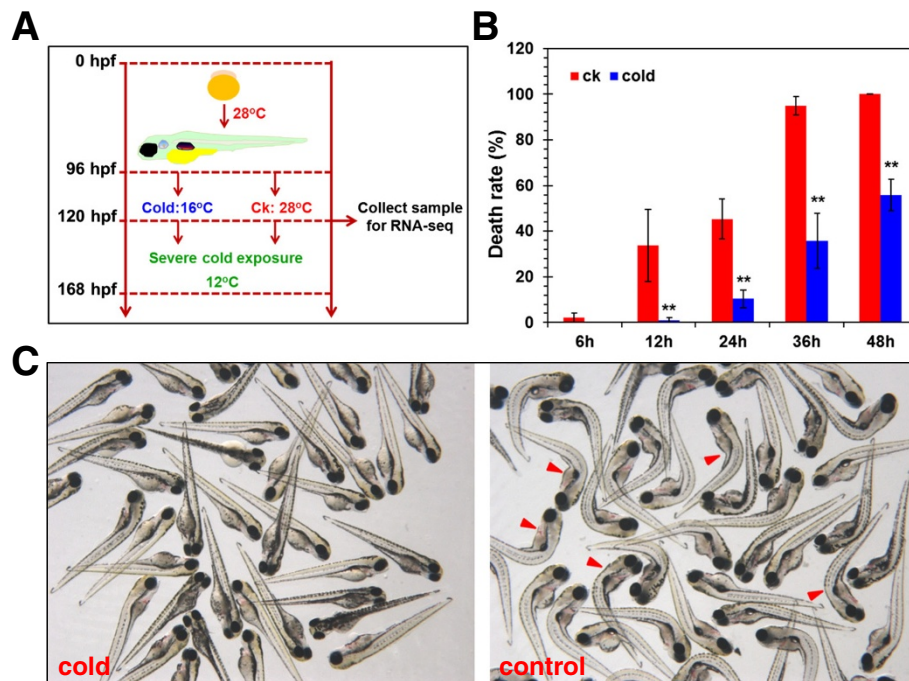 A
0 hpf
28°C
96 hpf
Cold:16°C Ck: 28°C
120 hpf
Collect sample
for RNA-seq
Severe cold exposure
12°C
168 hpf
B
120
100
80
60
40
20
0
Death rate (%)
ck cold
**
**
**
**
6h 12h 24h 36h 48h
C
cold
control